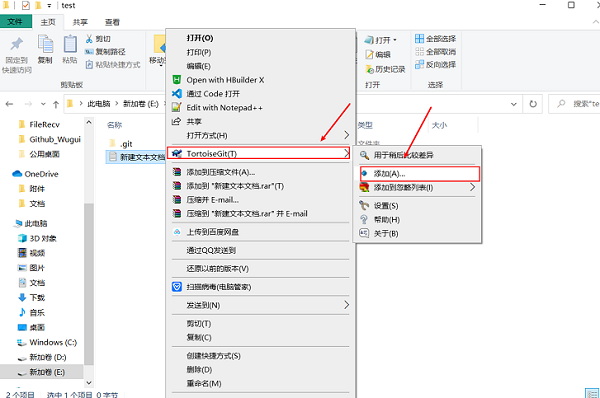 test
文件
主页
共享
查看
固定到
快速访问
复制
粘贴
剪切
复制路径
粘贴快捷方式
剪贴板
移动
打开
编辑
历史记录
打开
全部选择
全部取消
反向选择
选择
此电脑
新加卷 (E:)
搜索"te
FileRecv
Github_Wugui
公用桌面
OneDrive
附件
文档
此电脑
3D 对象
视频
图片
文档
下载
音乐
桌面
Windows (C:)
新加卷 (D:)
新加卷 (E:)
名称
类型
大小
.git
文件夹
新建文本文档
打开(O)
打印(P)
编辑(E)
Open with HBuilder X
通过 Code 打开
Edit with Notepad++
共享
打开方式(H)
TortoiseGit(T)
添加到压缩文件(A)...
添加到 "新建文本文档.rar"(T)
压缩并 E-mail...
压缩到 "新建文本文档.rar" 并 E-mail
上传到百度网盘
通过QQ发送到
还原以前的版本(V)
扫描病毒(电脑管家)
发送到(N)
剪切(T)
复制(C)
创建快捷方式(S)
删除(D)
重命名(M)
用于稍后比较差异
添加(A)...
添加到忽略列表(I)
设置(S)
帮助(H)
关于(B)
2 个项目
选中 1 个项目 0 字节